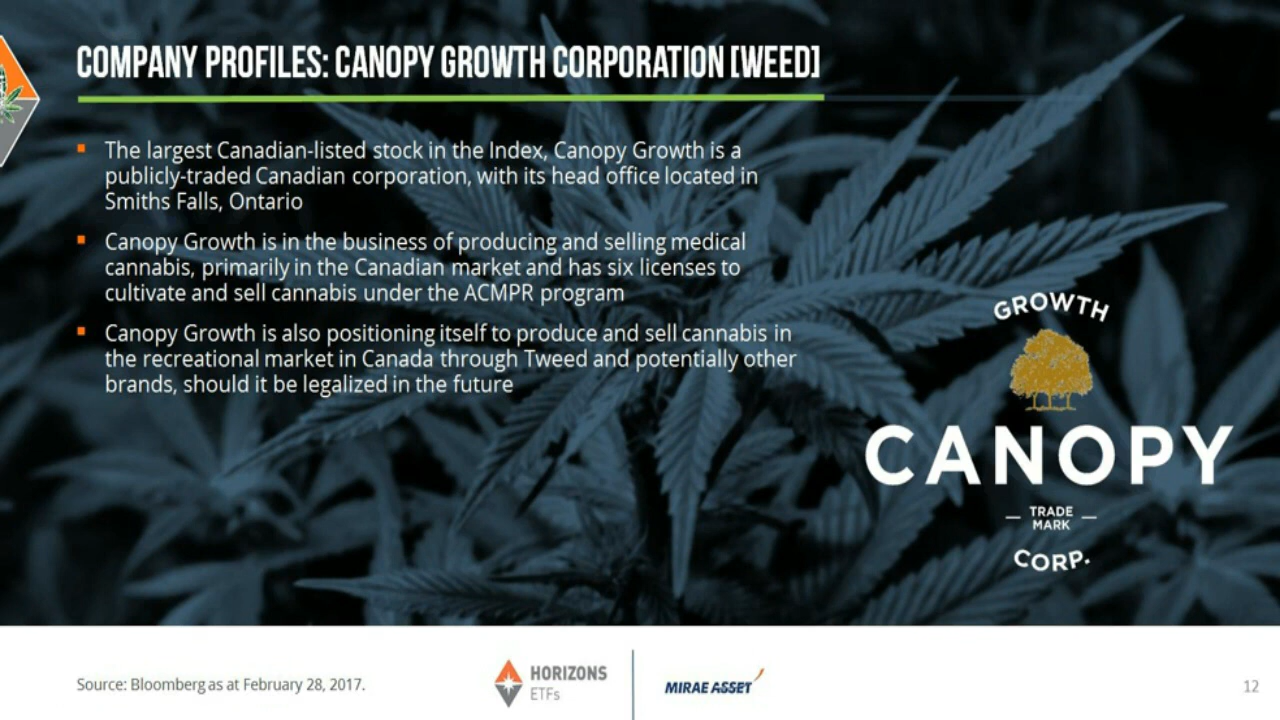 COMPANY PROFILES: CANOPY GROWTH CORPORATION [WEED]
The largest Canadian-listed stock in the Index, Canopy Growth is a
publicly-traded Canadian corporation, with its head office located in
Smiths Falls, Ontario
Canopy Growth is in the business of producing and selling medical
cannabis, primarily in the Canadian market and has six licenses to
cultivate and sell cannabis under the ACMPR program
Canopy Growth is also positioning itself to produce and sell cannabis in
the recreational market in Canada through Tweed and potentially other
brands, should it be legalized in the future
GROWTH
CANOPY
TRADE
MARK
CORP.
Source: Bloomberg as at February 28, 2017.
HORIZONS
ETFs
MIRAE ASSET
12